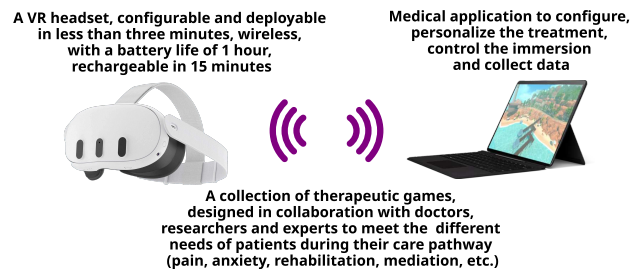 A VR headset, configurable and deployable
in less than three minutes, wireless,
with a battery life of 1 hour,
rechargeable in 15 minutes
Medical application to configure,
personalize the treatment,
control the immersion
and collect data
A collection of therapeutic games,
designed in collaboration with doctors,
researchers and experts to meet the different
needs of patients during their care pathway
(pain, anxiety, rehabilitation, mediation, etc.)